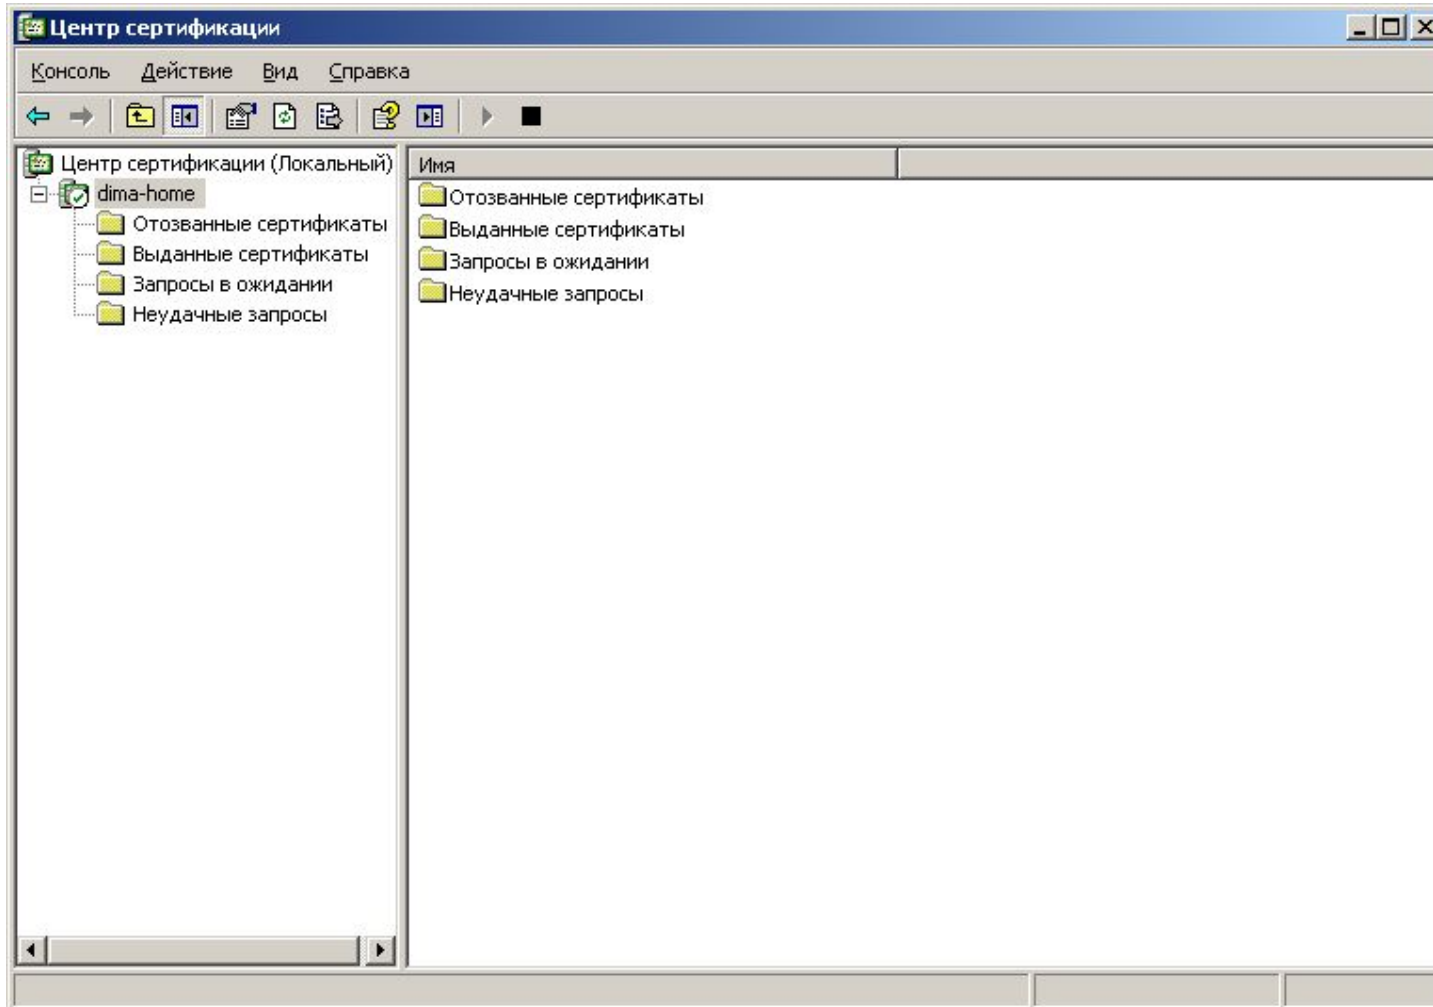 Центр сертификации
Консоль Действие Вид Справка
Центр сертификации (Локальный)
dima-home
Отозванные сертификаты
Выданные сертификаты
Запросы в ожидании
Неудачные запросы
Имя
Отозванные сертификаты
Выданные сертификаты
Запросы в ожидании
Неудачные запросы